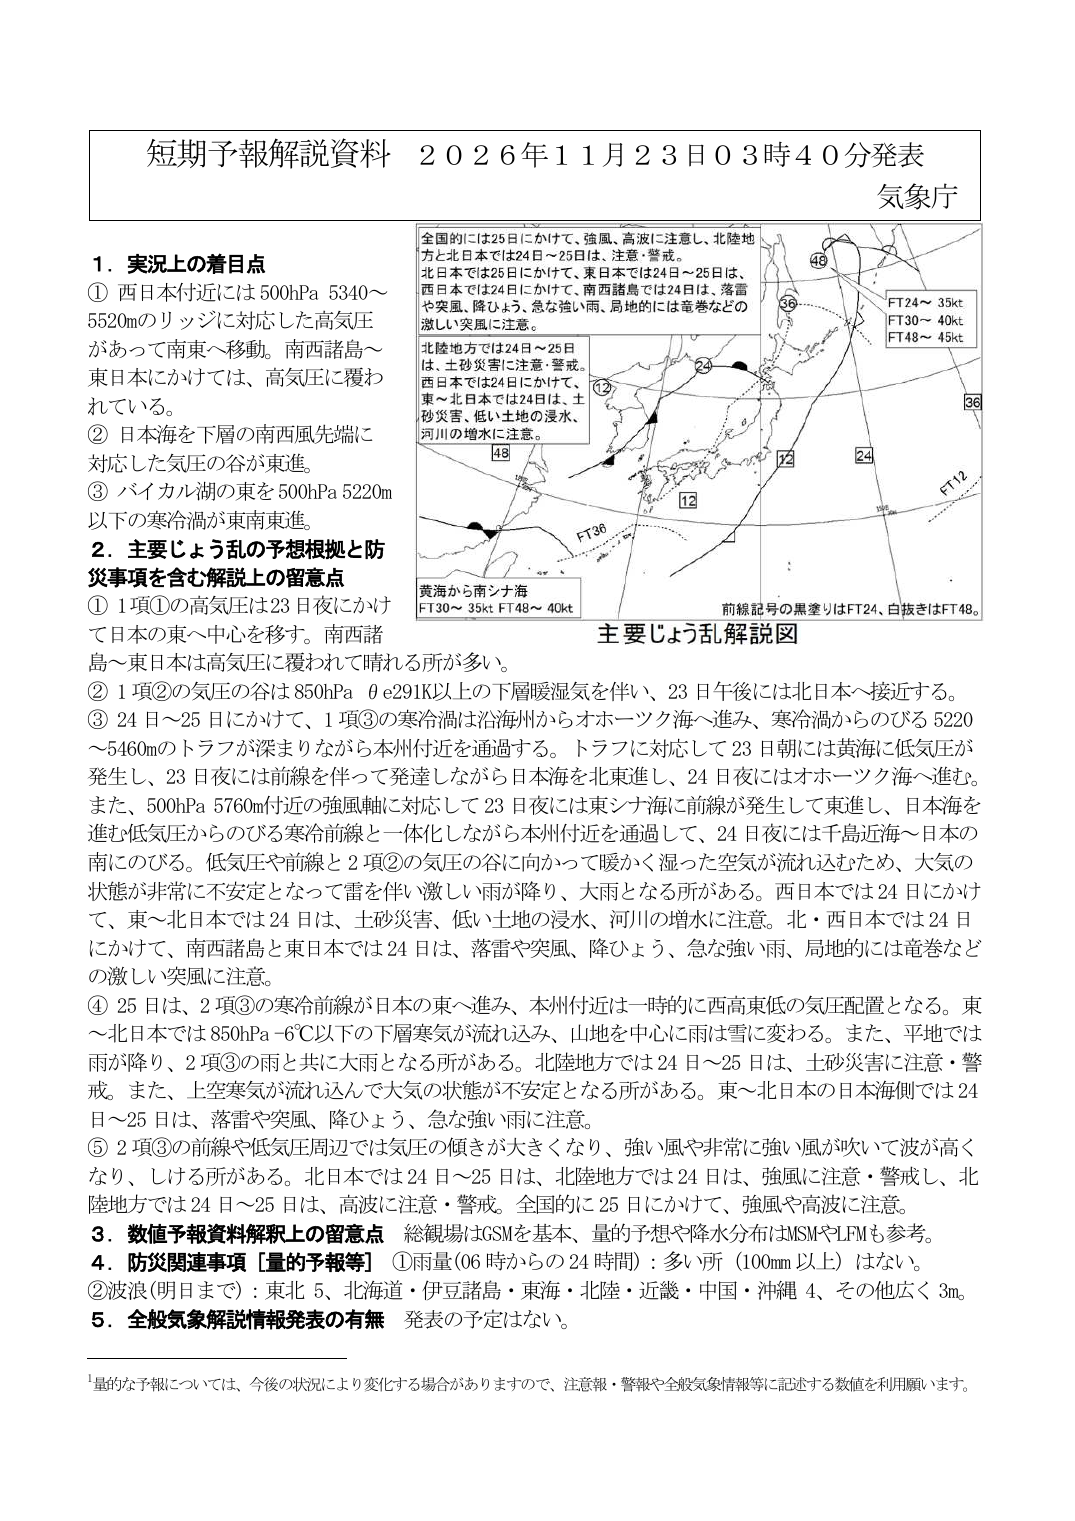 短期予報解説資料　２０２６年１１月２３日０３時４０分発表
気象庁
１．実況上の着目点
① 西日本付近には 500hPa 5340～
5520mのリッジに対応した高気圧
があって南東へ移動。南西諸島～
東日本にかけては、高気圧に覆わ
れている。
② 日本海を下層の南西風先端に
対応した気圧の谷が東進。
③ バイカル湖の東を500hPa 5220m
以下の寒冷渦が東南東進。
２．主要じょう乱の予想根拠と防
災事項を含む解説上の留意点
① 1項①の高気圧は23日夜にかけ
て日本の東へ中心を移す。南西諸
全国的には25日にかけて、強風、高波に注意し、北陸地
方と北日本では24日～25日は、注意・警戒。
北日本では25日にかけて、東日本では24日～25日は、
西日本では24日にかけて、南西諸島では24日は、落雷
や突風、降ひょう、急な強い雨、局地的には竜巻などの
激しい突風に注意。
北陸地方では24日～25日
は、土砂災害に注意・警戒。
西日本では24日にかけて、
東～北日本では24日は、土
砂災害、低い土地の浸水、
河川の増水に注意。
48
36
24
12
FT24～ 35kt
FT30～ 40kt
FT48～ 45kt
36
48
12
24
12
FT12
FT36
黄海から南シナ海
FT30～ 35kt FT48～ 40kt
前線記号の黒塗りはFT24、白抜きはFT48。
主要じょう乱解説図
島～東日本は高気圧に覆われて晴れる所が多い。
② 1項②の気圧の谷は850hPa θe291K以上の下層暖湿気を伴い、23日午後には北日本へ接近する。
③ 24日～25日にかけて、1項③の寒冷渦は沿海州からオホーツク海へ進み、寒冷渦からのびる5220
～5460mのトラフが深まりながら本州付近を通過する。トラフに対応して23日朝には黄海に低気圧が
発生し、23日夜には前線を伴って発達しながら日本海を北東進し、24日夜にはオホーツク海へ進む。
また、500hPa 5760m付近の強風軸に対応して23日夜には東シナ海に前線が発生して東進し、日本海を
進む低気圧からのびる寒冷前線と一体化しながら本州付近を通過して、24日夜には千島近海～日本の
南にのびる。低気圧や前線と2項②の気圧の谷に向かって暖かく湿った空気が流れ込むため、大気の
状態が非常に不安定となって雷を伴い激しい雨が降り、大雨となる所がある。西日本では24日にかけ
て、東～北日本では24日は、土砂災害、低い土地の浸水、河川の増水に注意。北・西日本では24日
にかけて、南西諸島と東日本では24日は、落雷や突風、降ひょう、急な強い雨、局地的には竜巻など
の激しい突風に注意。
④ 25日は、2項③の寒冷前線が日本の東へ進み、本州付近は一時的に西高東低の気圧配置となる。東
～北日本では850hPa -6℃以下の下層寒気が流れ込み、山地を中心に雨は雪に変わる。また、平地では
雨が降り、2項③の雨と共に大雨となる所がある。北陸地方では24日～25日は、土砂災害に注意・警
戒。また、上空寒気が流れ込んで大気の状態が不安定となる所がある。東～北日本の日本海側では24
日～25日は、落雷や突風、降ひょう、急な強い雨に注意。
⑤ 2項③の前線や低気圧周辺では気圧の傾きが大きくなり、強い風や非常に強い風が吹いて波が高く
なり、しける所がある。北日本では24日～25日は、北陸地方では24日は、強風に注意・警戒し、北
陸地方では24日～25日は、高波に注意・警戒。全国的に25日にかけて、強風や高波に注意。
３．数値予報資料解釈上の留意点　総観場はGSMを基本、量的予想や降水分布はMSMやLFMも参考。
４．防災関連事項［量的予報等］　①雨量(06時からの24時間)：多い所（100mm以上）はない。
②波浪(明日まで)：東北 5、北海道・伊豆諸島・東海・北陸・近畿・中国・沖縄 4、その他広く 3m。
５．全般気象解説情報発表の有無　発表の予定はない。
1量的な予報については、今後の状況により変化する場合がありますので、注意報・警報や全般気象情報等に記述する数値を利用願います。